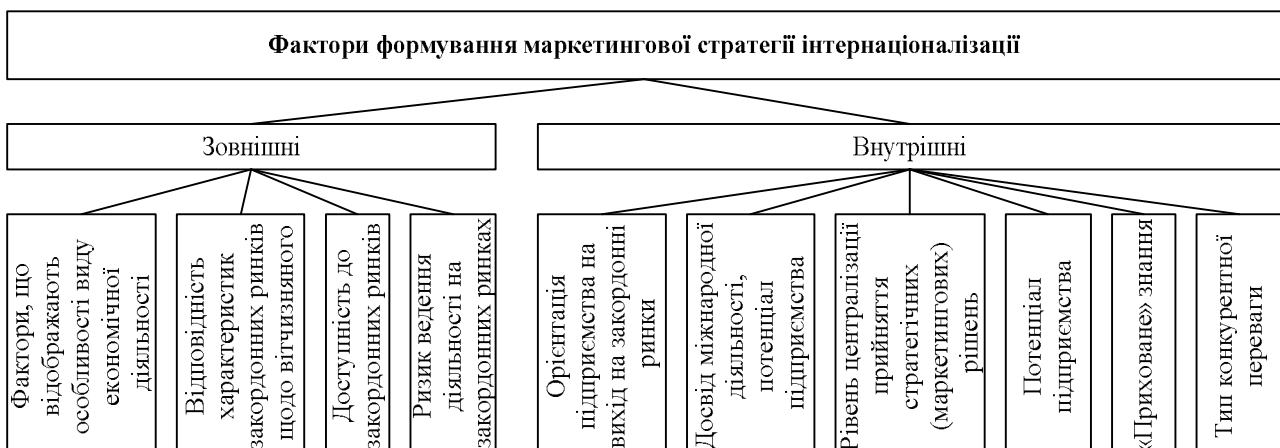 Фактори формування маркетингової стратегії інтернаціоналізації
Зовнішні
Внутрішні
Фактори, що
відображають
особливості виду
економічної
діяльності
Відповідність
характеристик
закордонних ринків
щодо вітчизняного
Доступність до
закордонних ринків
Ризик ведення
діяльності на
закордонних ринках
Орієнтація
підприємства на
вихід на закордонні
ринки
Досвід міжнародної
діяльності,
потенціал
підприємства
Рівень централізації
прийняття
стратегічних
(маркетингових)
рішень
Потенціал
підприємства
«Приховане» знання
Тип конкурентної
переваги